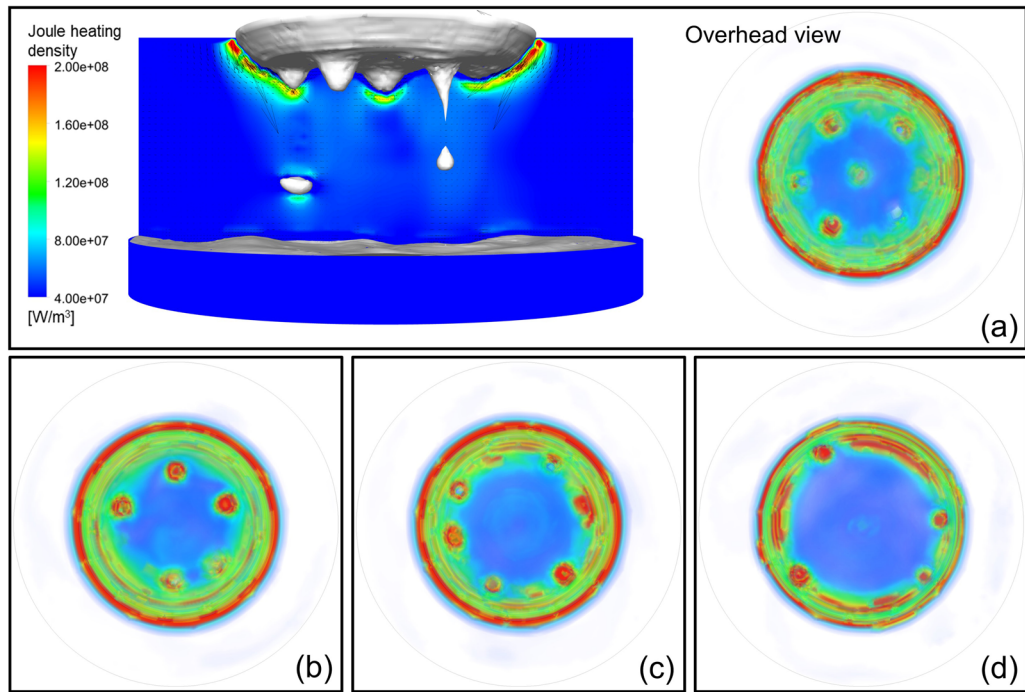 Joule heating
density
2.00e+08
1.60e+08
1.20e+08
8.00e+07
4.00e+07
[W/m³]
Overhead view
(a)
(b)
(c)
(d)